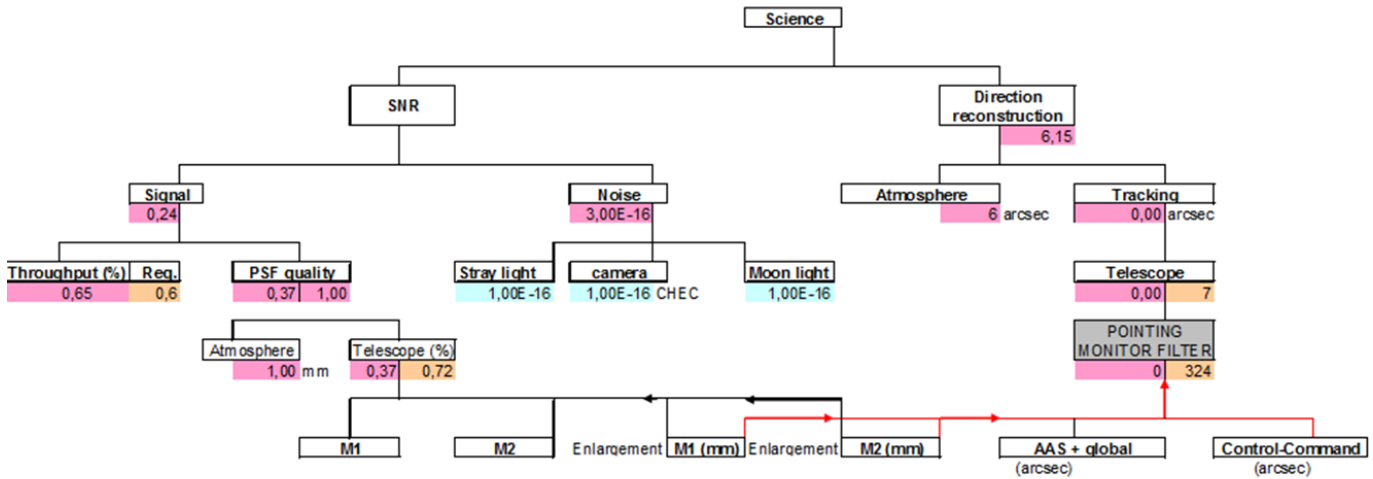 Science
SNR
Direction
reconstruction
6,15
Signal
0,24
Noise
3,00E-16
Atmosphere
6 arcsec
Tracking
0,00 arcsec
Throughput (%) Req.
0,65 0,6
PSF quality
0,37 1,00
Stray light
1,00E-16
camera
1,00E-16 CHEC
Moon light
1,00E-16
Telescope
0,00 7
Atmosphere
1,00 mm
Telescope (%)
0,37 0,72
POINTING
MONITOR FILTER
0 324
M1
M2
Enlargement
M1 (mm)
Enlargement
M2 (mm)
AAS + global
(arcsec)
Control-Command
(arcsec)